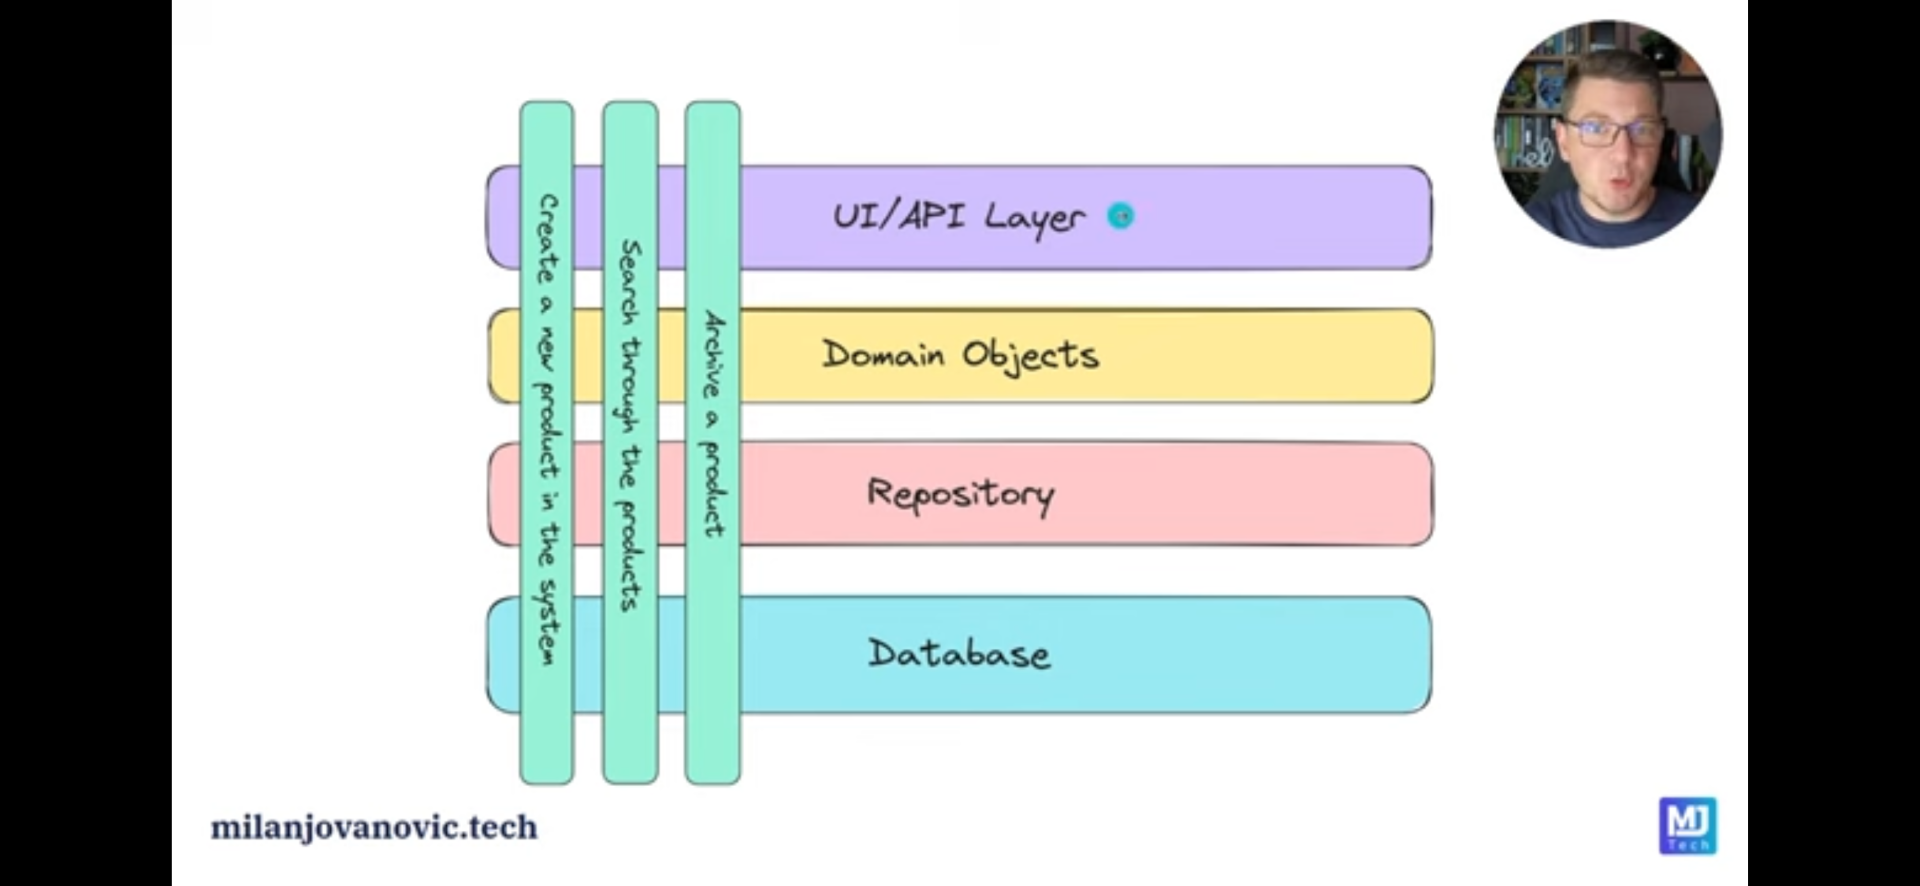 Create a new product in the system
Search through the products
Archive a product
UI/API Layer
Domain Objects
Repository
Database
milanjovanovic.tech
MJ
Tech